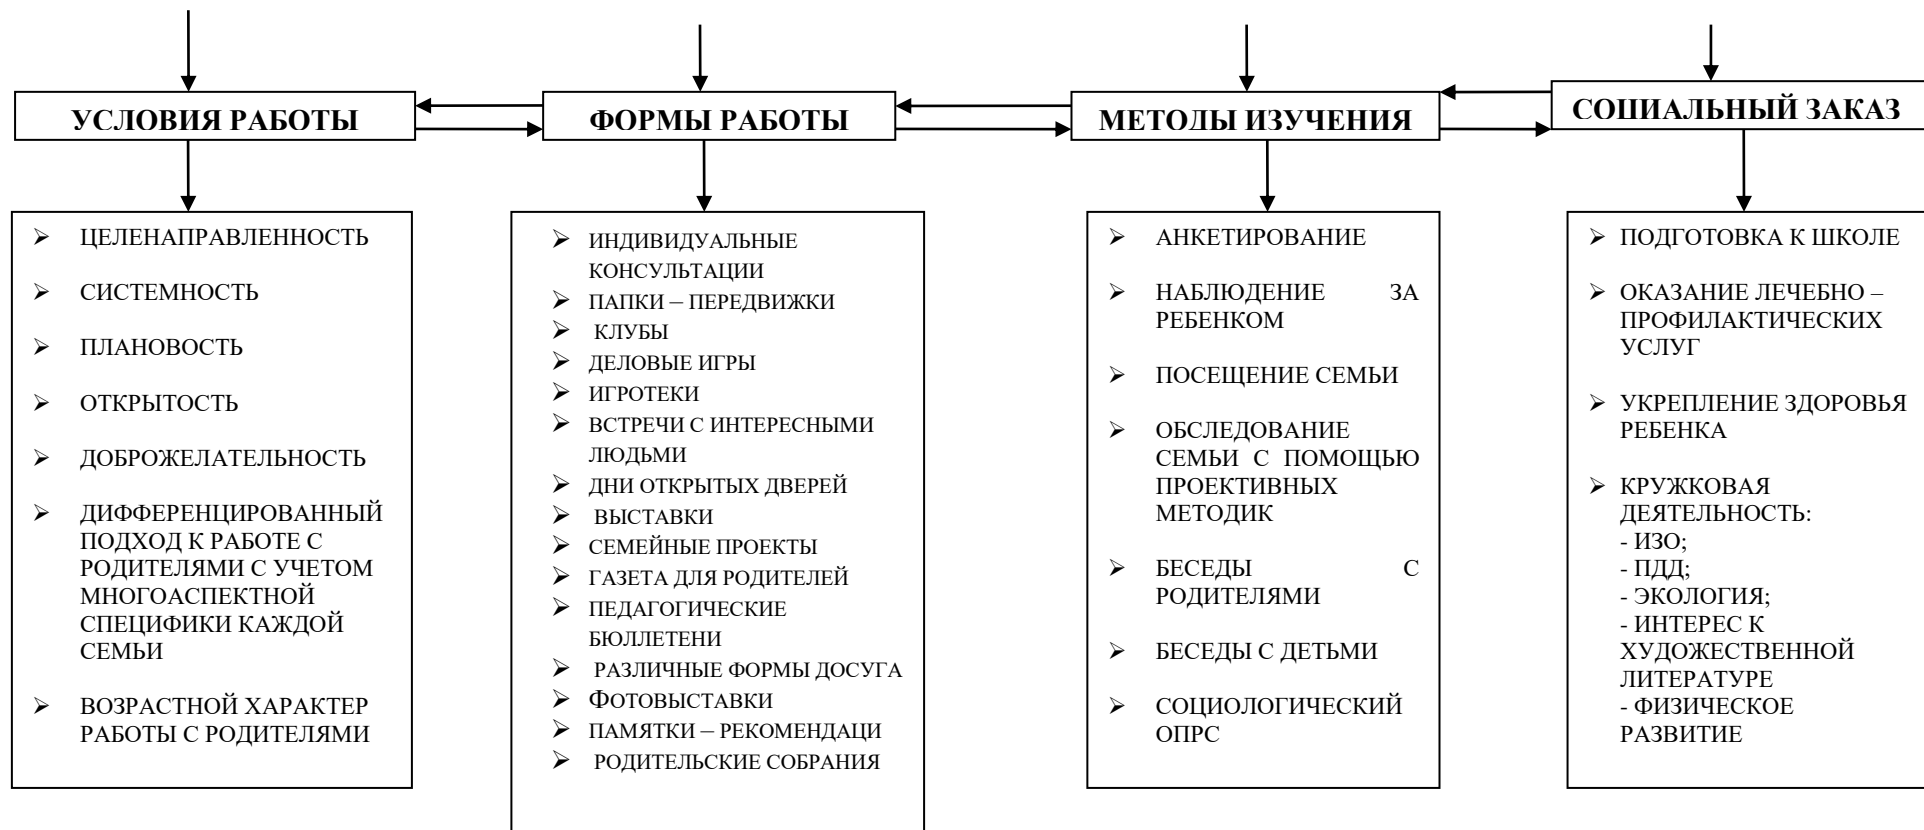 УСЛОВИЯ РАБОТЫ
ФОРМЫ РАБОТЫ
МЕТОДЫ ИЗУЧЕНИЯ
СОЦИАЛЬНЫЙ ЗАКАЗ
ЦЕЛЕНАПРАВЛЕННОСТЬ
СИСТЕМНОСТЬ
ПЛАНОВОСТЬ
ОТКРЫТОСТЬ
ДОБРОЖЕЛАТЕЛЬНОСТЬ
ДИФФЕРЕНЦИРОВАННЫЙ
ПОДХОД К РАБОТЕ С
РОДИТЕЛЯМИ С УЧЕТОМ
МНОГОАСПЕКТНОЙ
СПЕЦИФИКИ КАЖДОЙ
СЕМЬИ
ВОЗРАСТНОЙ ХАРАКТЕР
РАБОТЫ С РОДИТЕЛЯМИ
ИНДИВИДУАЛЬНЫЕ
КОНСУЛЬТАЦИИ
ПАПКИ – ПЕРЕДВИЖКИ
КЛУБЫ
ДЕЛОВЫЕ ИГРЫ
ИГРОТЕКИ
ВСТРЕЧИ С ИНТЕРЕСНЫМИ
ЛЮДЬМИ
ДНИ ОТКРЫТЫХ ДВЕРЕЙ
ВЫСТАВКИ
СЕМЕЙНЫЕ ПРОЕКТЫ
ГАЗЕТА ДЛЯ РОДИТЕЛЕЙ
ПЕДАГОГИЧЕСКИЕ
БЮЛЛЕТЕНИ
РАЗЛИЧНЫЕ ФОРМЫ ДОСУГА
ФОТОВЫСТАВКИ
ПАМЯТКИ – РЕКОМЕНДАЦИ
РОДИТЕЛЬСКИЕ СОБРАНИЯ
АНКЕТИРОВАНИЕ
НАБЛЮДЕНИЕ ЗА
РЕБЕНКОМ
ПОСЕЩЕНИЕ СЕМЬИ
ОБСЛЕДОВАНИЕ
СЕМЬИ С ПОМОЩЬЮ
ПРОЕКТИВНЫХ
МЕТОДИК
БЕСЕДЫ С
РОДИТЕЛЯМИ
БЕСЕДЫ С ДЕТЬМИ
СОЦИОЛОГИЧЕСКИЙ
ОПРС
ПОДГОТОВКА К ШКОЛЕ
ОКАЗАНИЕ ЛЕЧЕБНО –
ПРОФИЛАКТИЧЕСКИХ
УСЛУГ
УКРЕПЛЕНИЕ ЗДОРОВЬЯ
РЕБЕНКА
КРУЖКОВАЯ
ДЕЯТЕЛЬНОСТЬ:
- ИЗО;
- ПДД;
- ЭКОЛОГИЯ;
- ИНТЕРЕС К
ХУДОЖЕСТВЕННОЙ
ЛИТЕРАТУРЕ
- ФИЗИЧЕСКОЕ
РАЗВИТИЕ